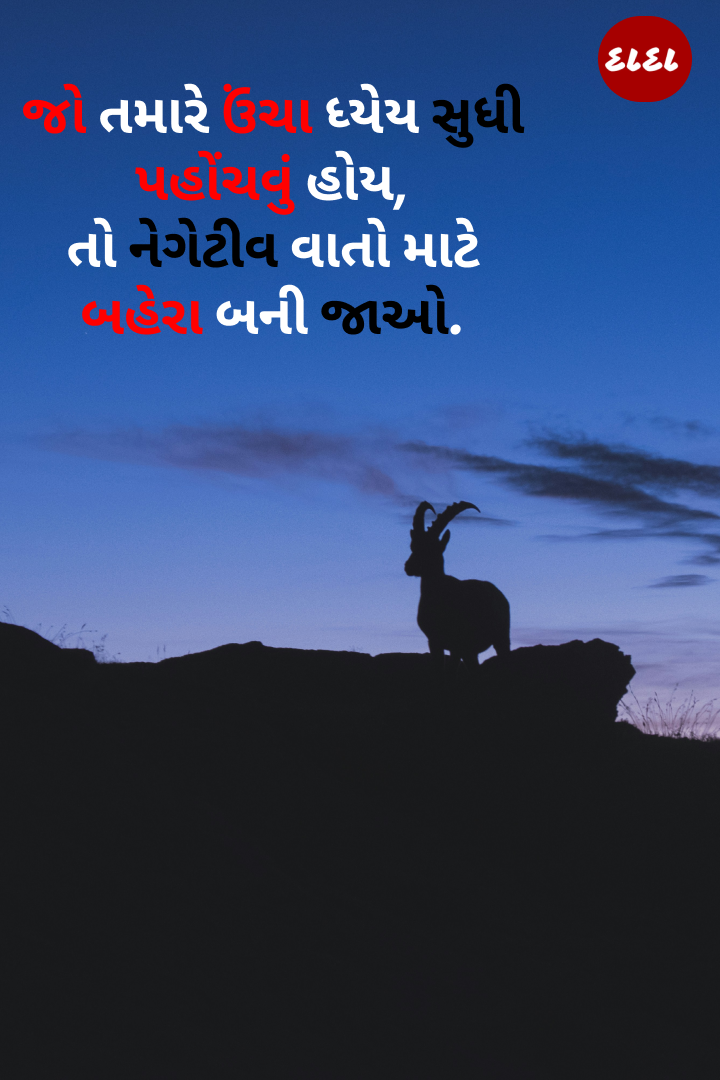 દાદા
જો તમારે ઉંચા ધ્યેય સુધી
પહોંચવું હોય,
તો નેગેટીવ વાતો માટે
બહેરા બની જાઓ.